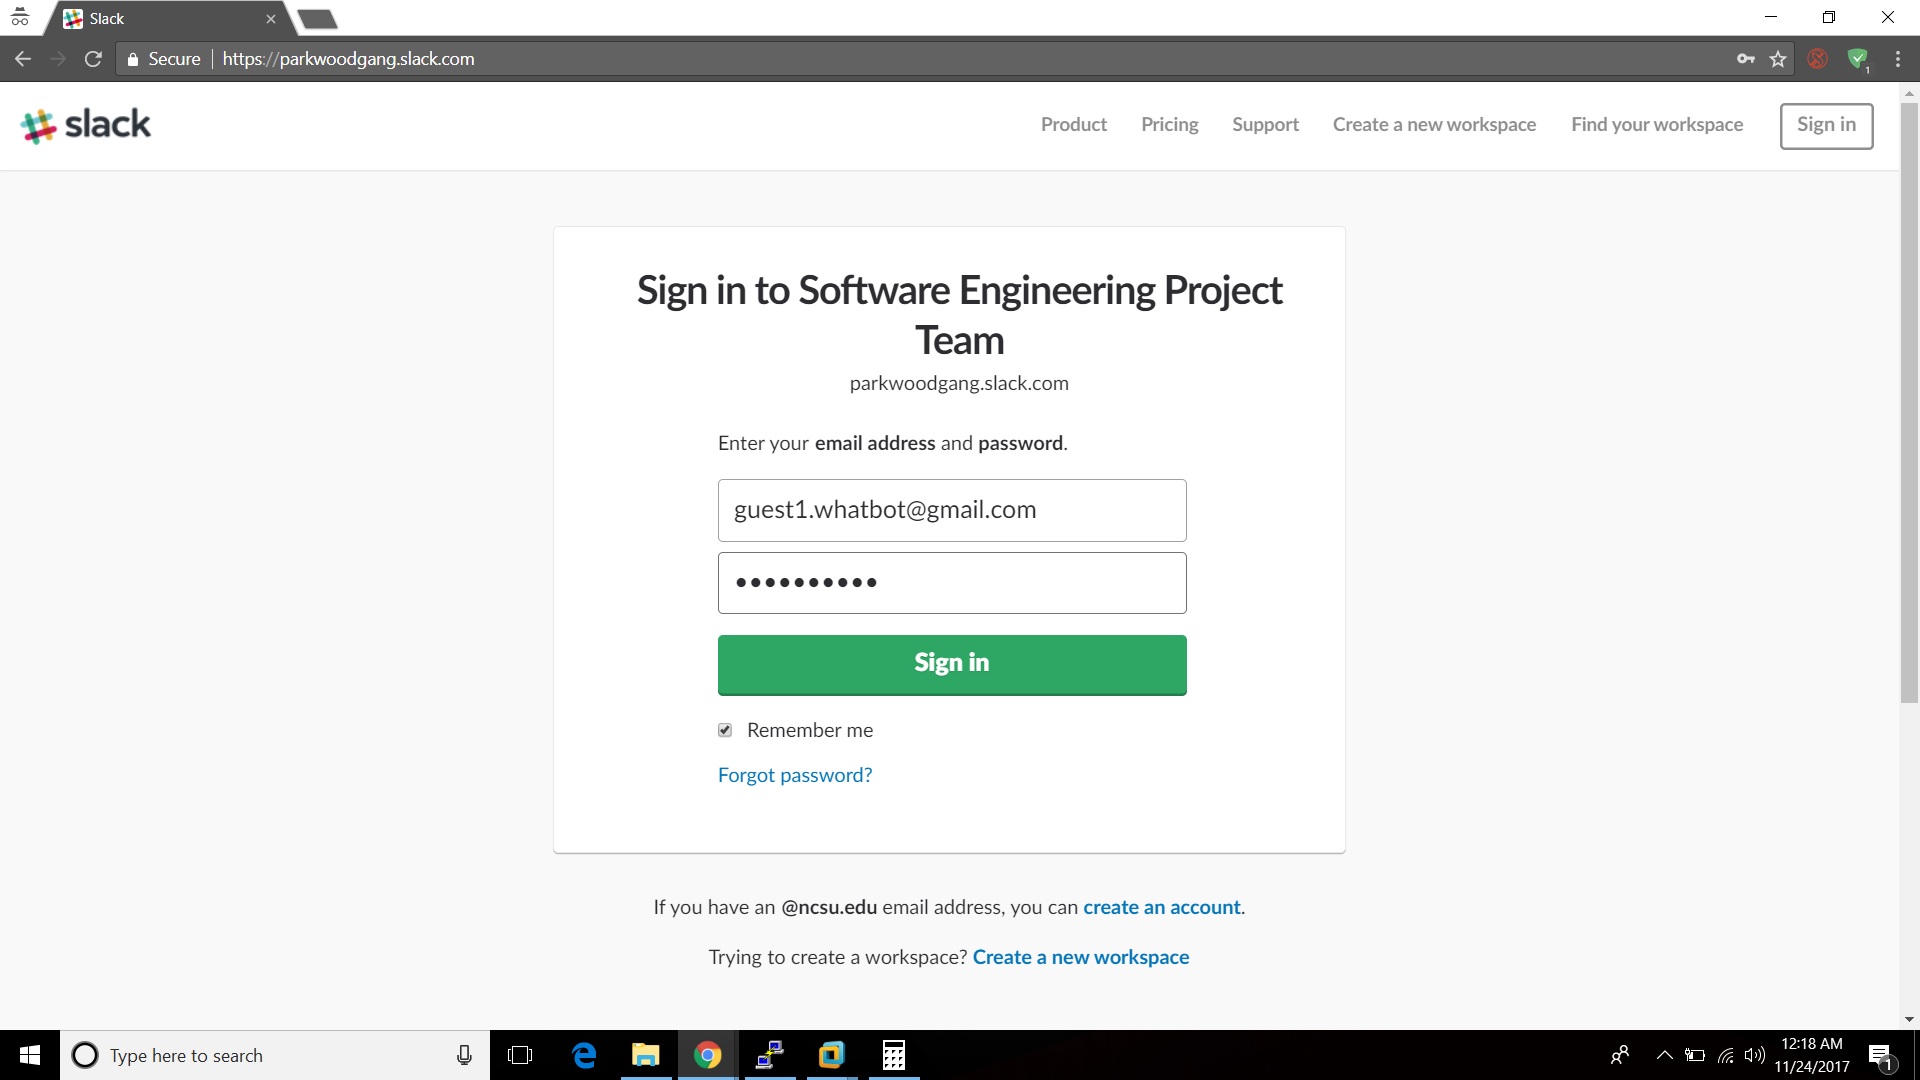 Slack
Secure
https://parkwoodgang.slack.com
1
slack
Product
Pricing
Support
Create a new workspace
Find your workspace
Sign in
Sign in to Software Engineering Project
Team
parkwoodgang.slack.com
Enter your email address and password.
guest1.whatbot@gmail.com
Sign in
Remember me
Forgot password?
If you have an @ncsu.edu email address, you can create an account.
Trying to create a workspace? Create a new workspace
Type here to search
12:18 AM
11/24/2017
1